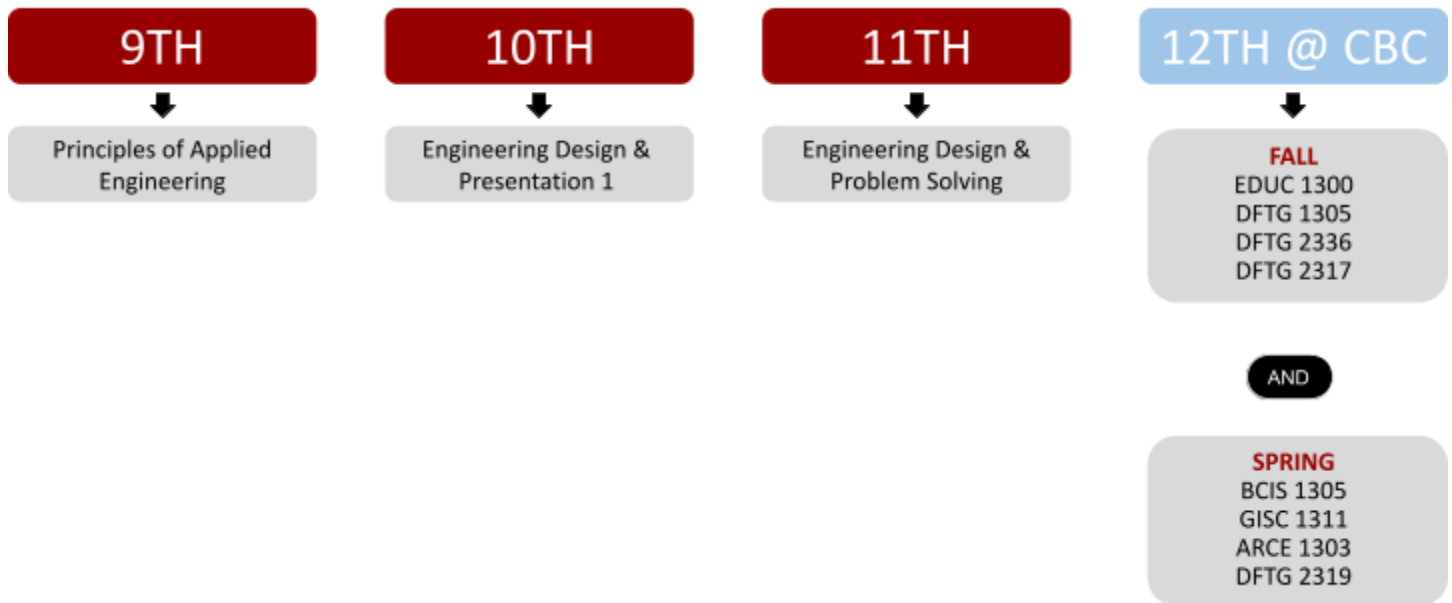 9TH
Principles of Applied
Engineering
10TH
Engineering Design &
Presentation 1
11TH
Engineering Design &
Problem Solving
12TH @ CBC
FALL
EDUC 1300
DFTG 1305
DFTG 2336
DFTG 2317
AND
SPRING
BCIS 1305
GISC 1311
ARCE 1303
DFTG 2319